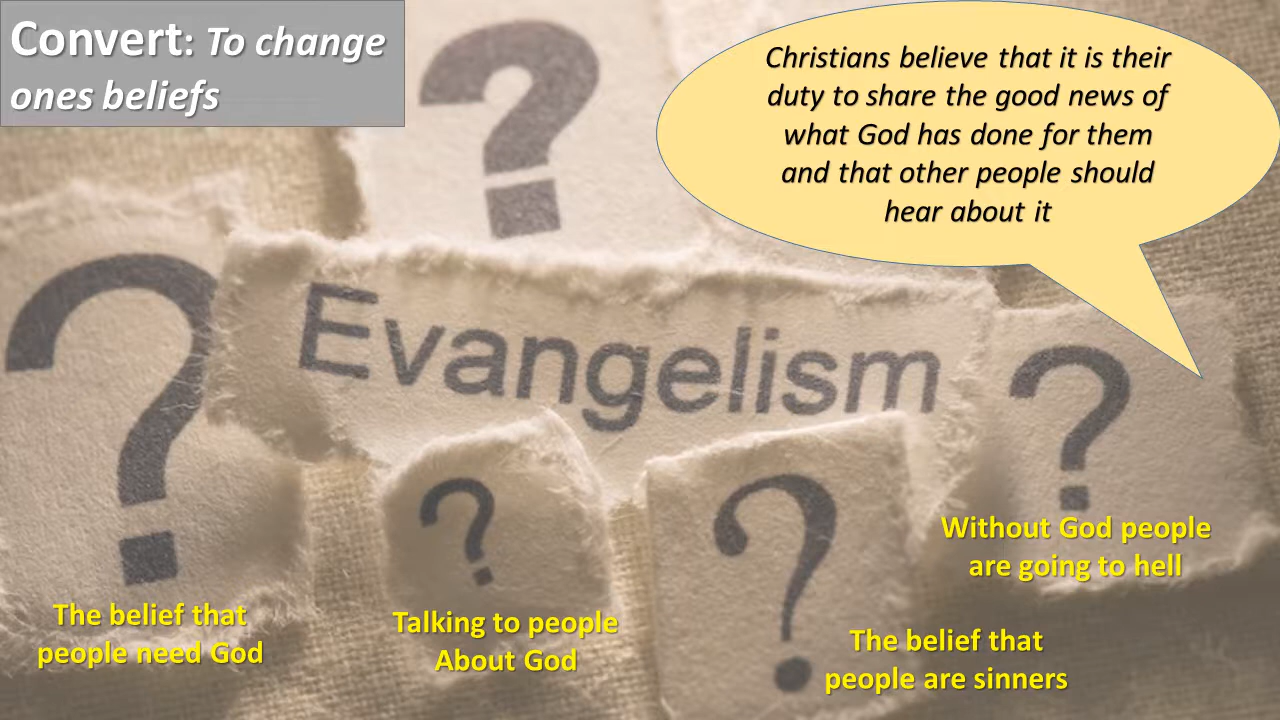 Convert: To change
ones beliefs
Christians believe that it is their
duty to share the good news of
what God has done for them
and that other people should
hear about it
?
?
Evangelism
?
?
?
Without God people
are going to hell
The belief that
people need God
Talking to people
About God
The belief that
people are sinners